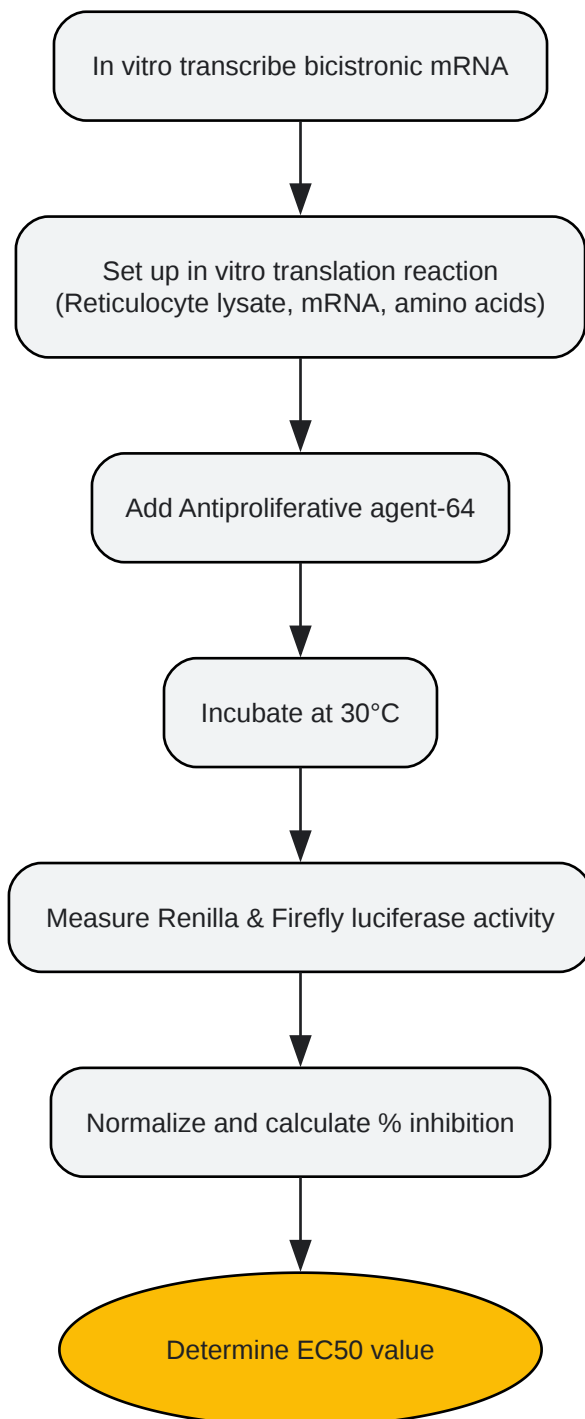 In vitro transcribe bicistronic mRNA
Set up in vitro translation reaction
(Reticulocyte lysate, mRNA, amino acids)
Add Antiproliferative agent-64
Incubate at 30°C
Measure Renilla & Firefly luciferase activity
Normalize and calculate % inhibition
Determine EC50 value